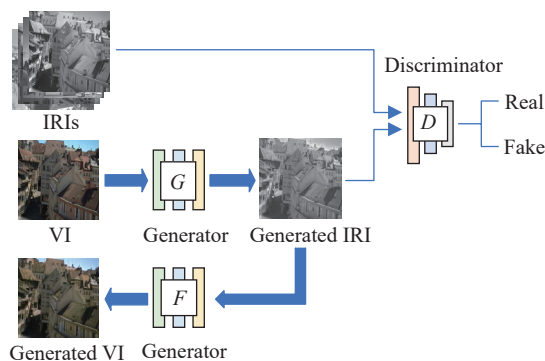 IRIs
Discriminator
D
Real
Fake
VI
G
Generator
Generated IRI
Generated VI
F
Generator